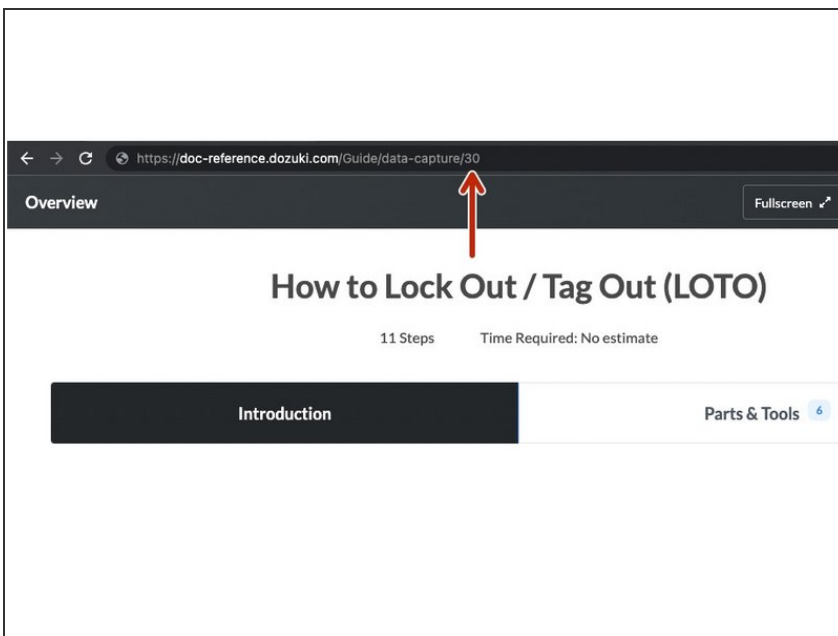 https://doc-reference.dozuki.com/Guide/data-capture/30
Overview
Fullscreen
How to Lock Out / Tag Out (LOTO)
11 Steps Time Required: No estimate
Introduction Parts & Tools 6